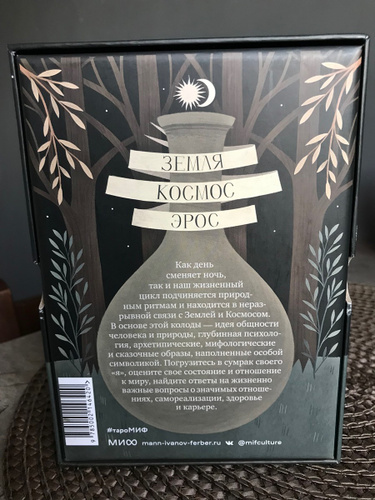 ЗЕМЛЯ
КОСМОС
ЭРОС
Как день
сменяет ночь,
так и наш жизненный
цикл подчиняется природ-
ным ритмам и находится в нераз-
рывной связи с Землей и Космосом.
В основе этой колоды — идея общности
человека и природы, глубинная психоло-
гия, архетипические, мифологические
и сказочные образы, наполненные особой
символикой. Погрузитесь в сумрак своего
«я», оцените свое состояние и отношение
к миру, найдите ответы на жизненно
важные вопросы о значимых отноше-
ниях, самореализации, здоровье
и карьере.
#тароМИФ
МИФ mann-ivanov-ferber.ru @mifculture